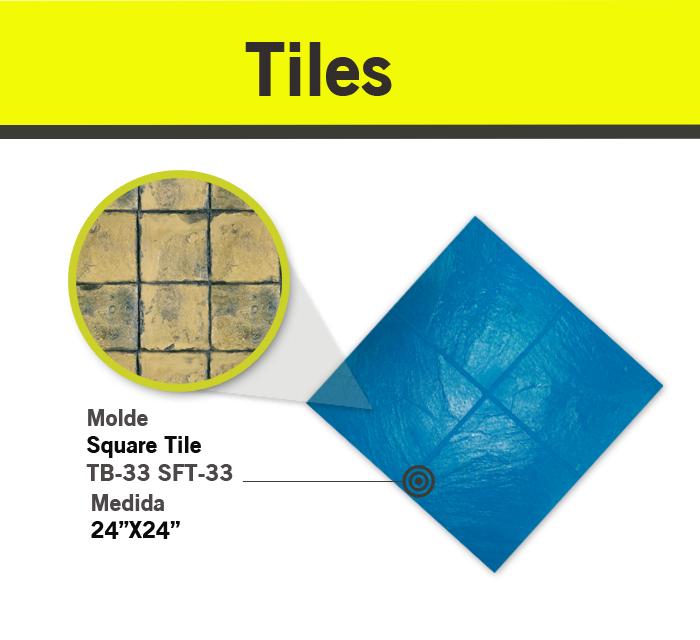 Tiles
Molde
Square Tile
TB-33 SFT-33
Medida
24”X24”